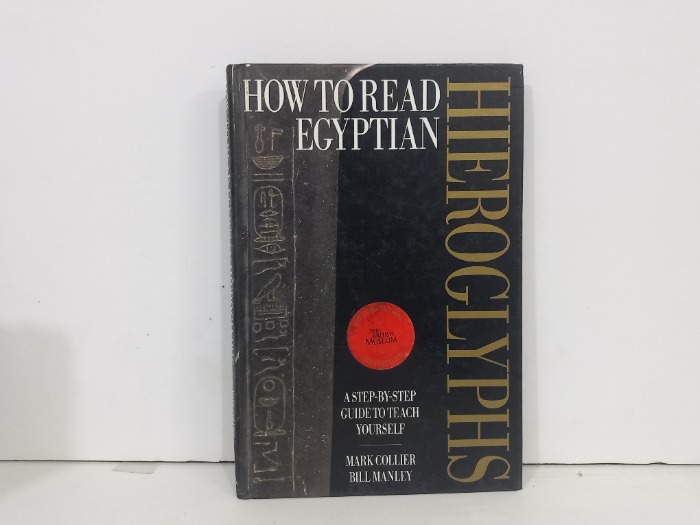 HOW TO READ
EGYPTIAN
HIEROGLYPHS
THE
BRITISH
MUSEUM
A STEP-BY-STEP
GUIDE TO TEACH
YOURSELF
MARK COLLIER
BILL MANLEY